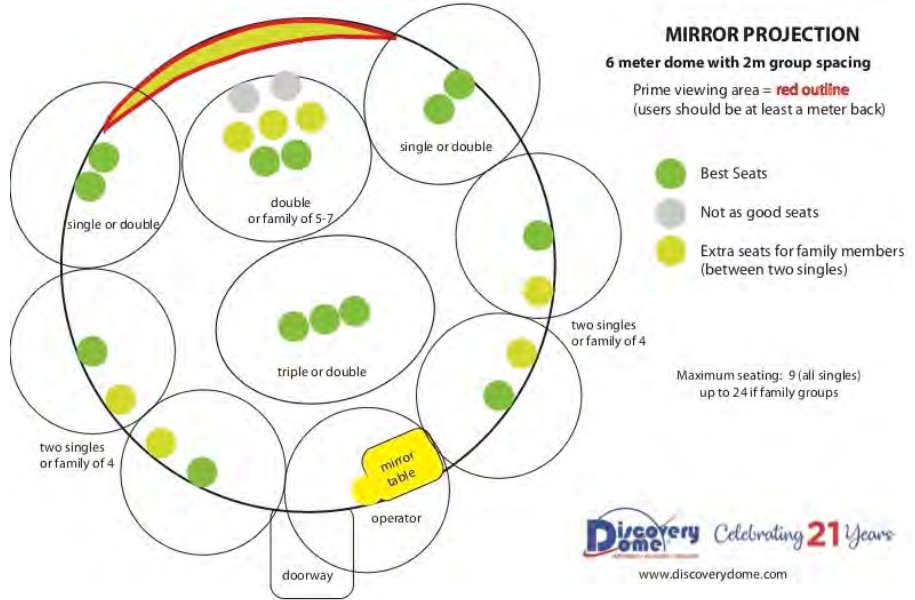 MIRROR PROJECTION
6 meter dome with 2m group spacing
Prime viewing area = red outline
(users should be at least a meter back)
Best Seats
Not as good seats
Extra seats for family members
(between two singles)
single or double
single or double
double
or family of 5-7
two singles
or family of 4
triple or double
Maximum seating: 9 (all singles)
up to 24 if family groups
two singles
or family of 4
mirror
table
operator
doorway
Discovery
Dome
Celebrating 21 Years
www.discoverydome.com